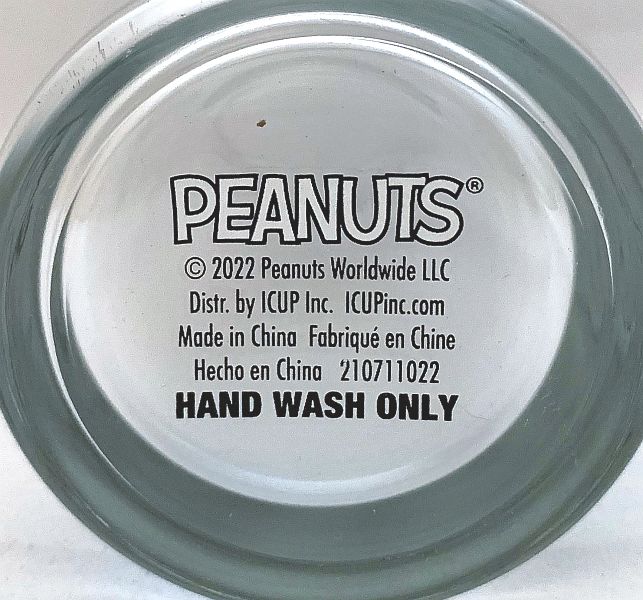 PEANUTS®
© 2022 Peanuts Worldwide LLC
Distr. by ICUP Inc. ICUPinc.com
Made in China Fabriqué en Chine
Hecho en China 210711022
HAND WASH ONLY